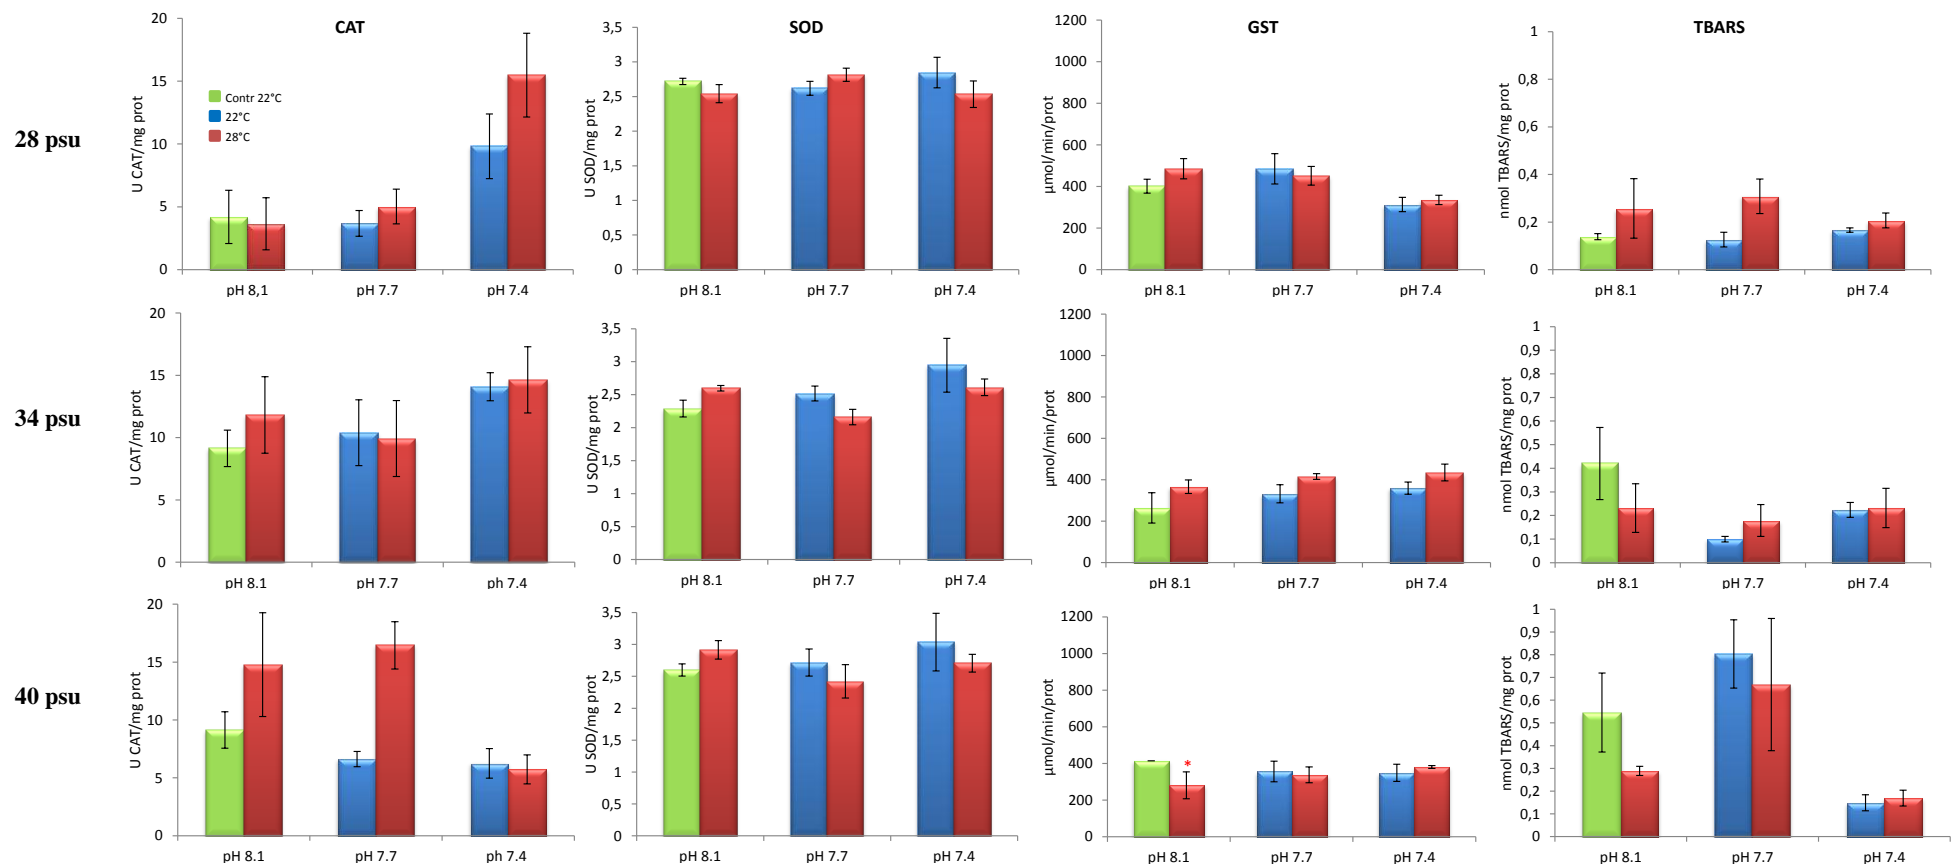 CAT
SOD
GST
TBARS
28 psu
U CAT/mg prot
20
15
10
5
0
Contr 22°C
22°C
28°C
pH 8,1
pH 7.7
pH 7.4
U SOD/mg prot
3,5
3
2,5
2
1,5
1
0,5
0
pH 8.1
pH 7.7
pH 7.4
µmol/min/prot
1200
1000
800
600
400
200
0
pH 8.1
pH 7.7
pH 7.4
nmol TBARS/mg prot
1
0,8
0,6
0,4
0,2
0
pH 8.1
pH 7.7
pH 7.4
34 psu
U CAT/mg prot
20
15
10
5
0
pH 8.1
pH 7.7
ph 7.4
U SOD/mg prot
3,5
3
2,5
2
1,5
1
0,5
0
pH 8.1
pH 7.7
pH 7.4
µmol/min/prot
1200
1000
800
600
400
200
0
pH 8.1
pH 7.7
pH 7.4
nmol TBARS/mg prot
1
0,9
0,8
0,7
0,6
0,5
0,4
0,3
0,2
0,1
0
pH 8.1
pH 7.7
pH 7.4
40 psu
U CAT/mg prot
20
15
10
5
0
pH 8.1
pH 7.7
ph 7.4
U SOD/mg prot
3,5
3
2,5
2
1,5
1
0,5
0
pH 8.1
pH 7.7
pH 7.4
µmol/min/prot
1200
1000
800
600
400
200
0
*
pH 8.1
pH 7.7
pH 7.4
nmol TBARS/mg prot
1
0,9
0,8
0,7
0,6
0,5
0,4
0,3
0,2
0,1
0
pH 8.1
pH 7.7
pH 7.4